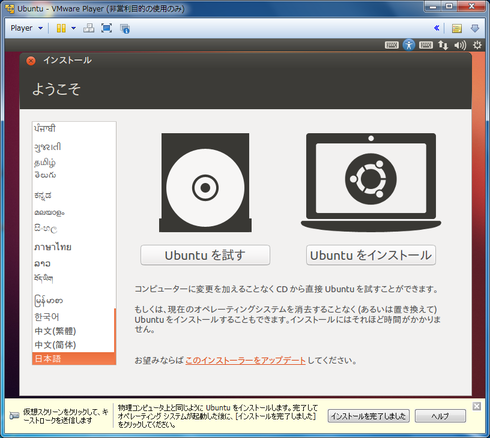 Ubuntu - VMware Player (非営利目的の使用のみ)
Player
インストール
ようこそ
ਪੰਜਾਬੀ
ગુજરાતી
தமிழ்
తెలుగు
ಕನ್ನಡ
മലയാളം
සිංහල
ภาษาไทย
ລາວ
မြန်မာစာ
한국어
中文(繁體)
中文(简体)
日本語
Ubuntu を試す
Ubuntu をインストール
コンピューターに変更を加えることなく CD から直接 Ubuntu を試すことができます。
もしくは、現在のオペレーティングシステムを消去することなく (あるいは置き換えて)
Ubuntu をインストールすることもできます。インストールにはそれほど時間がかかりま
せん。
お望みならば このインストーラーをアップデート してください。
仮想スクリーンをクリックして、キ
ーストロークを送信します
物理コンピュータ上と同じように Ubuntu をインストールします。完了して
オペレーティング システムが起動した後に、[インストールを完了しました]
をクリックしてください。
インストールを完了しました
ヘルプ